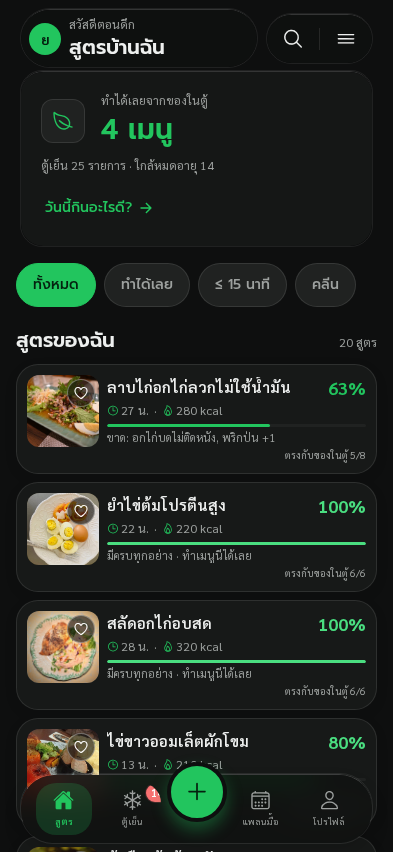 ย
สวัสดีตอนดึก
สูตรบ้านฉัน
ทำได้เลยจากของในตู้
4 เมนู
ตู้เย็น 25 รายการ · ใกล้หมดอายุ 14
วันนี้กินอะไรดี? →
ทั้งหมด
ทำได้เลย
≤ 15 นาที
คลีน
สูตรของฉัน
20 สูตร
ลาบไก่อกไก่ลวกไม่ใช้น้ำมัน
63%
27 น. · 280 kcal
ขาด: อกไก่บดไม่ติดหนัง, พริกป่น +1
ตรงกับของในตู้ 5/8
ยำไข่ต้มโปรตีนสูง
100%
22 น. · 220 kcal
มีครบทุกอย่าง · ทำเมนูนี้ได้เลย
ตรงกับของในตู้ 6/6
สลัดอกไก่อบสด
100%
28 น. · 320 kcal
มีครบทุกอย่าง · ทำเมนูนี้ได้เลย
ตรงกับของในตู้ 6/6
ไข่ขาวออมเล็ตผักโขม
80%
13 น. ·
สูตร
ตู้เย็น
แพลนมื้อ
โปรไฟล์